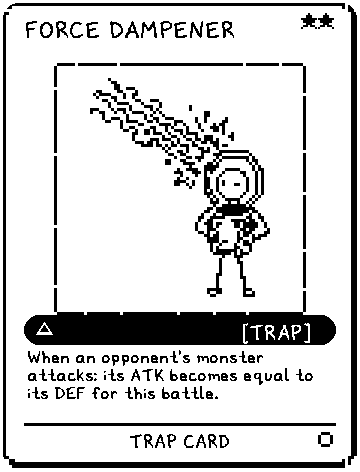 FORCE DAMPENER
[TRAP]
When an opponent's monster
attacks: its ATK becomes equal to
its DEF for this battle.
TRAP CARD